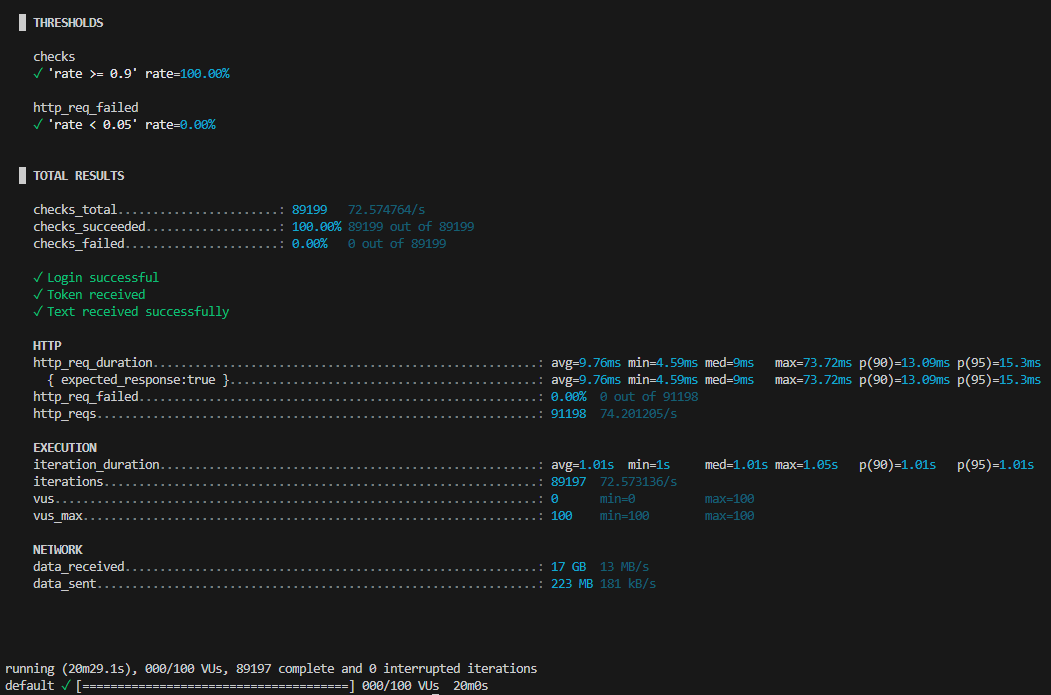 THRESHOLDS
checks
✓ 'rate >= 0.9' rate=100.00%
http_req_failed
✓ 'rate < 0.05' rate=0.00%
TOTAL RESULTS
checks_total.......................: 89199 72.574764/s
checks_succeeded...................: 100.00% 89199 out of 89199
checks_failed......................: 0.00% 0 out of 89199
✓ Login successful
✓ Token received
✓ Text received successfully
HTTP
http_req_duration.......................................................: avg=9.76ms min=4.59ms med=9ms max=73.72ms p(90)=13.09ms p(95)=15.3ms
{ expected_response:true }............................................: avg=9.76ms min=4.59ms med=9ms max=73.72ms p(90)=13.09ms p(95)=15.3ms
http_req_failed.........................................................: 0.00% 0 out of 91198
http_reqs...............................................................: 91198 74.201205/s
EXECUTION
iteration_duration......................................................: avg=1.01s min=1s med=1.01s max=1.05s p(90)=1.01s p(95)=1.01s
iterations..............................................................: 89197 72.573136/s
vus.....................................................................: 0 min=0 max=100
vus_max.................................................................: 100 min=100 max=100
NETWORK
data_received...........................................................: 17 GB 13 MB/s
data_sent...............................................................: 223 MB 181 kB/s
running (20m29.1s), 000/100 VUs, 89197 complete and 0 interrupted iterations
default ✓ [======================================] 000/100 VUs 20m0s